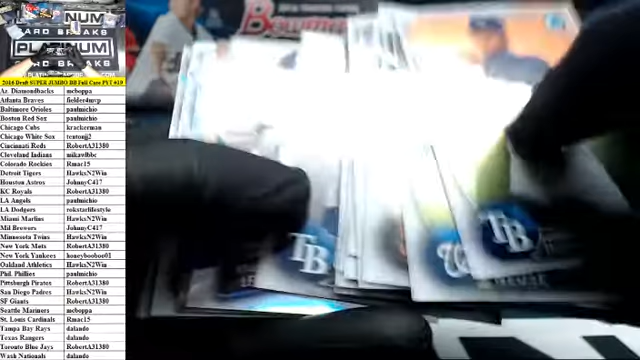 NUM
CARD BREAKS
PLATINUM
CARD BREAKS
Bowman
2016 Draft SUPER JUMBO BB Full Case PYT #19
Az. Diamondbacks mcboppa
Atlanta Braves fielder4mvp
Baltimore Orioles paulmichio
Boston Red Sox paulmichio
Chicago Cubs krackerman
Chicago White Sox
Cincinnati Reds RobertA31380
Cleveland Indians
Colorado Rockies Rmac15
Detroit Tigers HawksN2Win
Houston Astros JohnnyC417
KC Royals RobertA31380
LA Angels paulmichio
LA Dodgers rokstarlifestyle
Miami Marlins HawksN2Win
Mil Brewers JohnnyC417
Minnesota Twins HawksN2Win
New York Mets RobertA31380
New York Yankees honeybooboo01
Oakland Athletics HawksN2Win
Phil. Phillies paulmichio
Pittsburgh Pirates RobertA31380
San Diego Padres HawksN2Win
SF Giants RobertA31380
Seattle Mariners mcboppa
St. Louis Cardinals Rmac15
Tampa Bay Rays dalando
Texas Rangers dalando
Toronto Blue Jays RobertA31380
Wash Nationals dalando
TB
TB
W